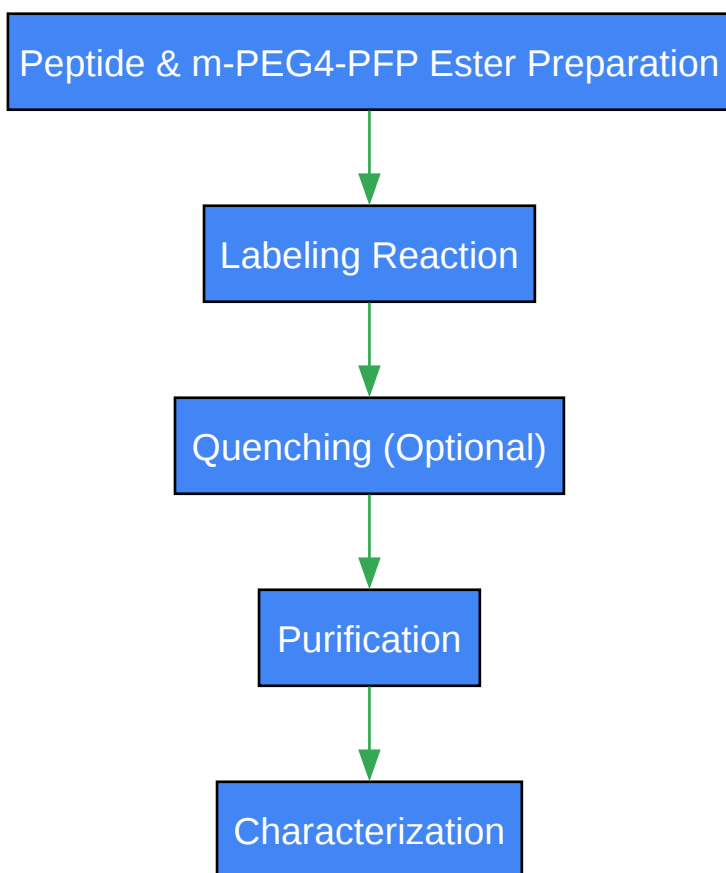 Peptide & m-PEG4-PFP Ester Preparation
Labeling Reaction
Quenching (Optional)
Purification
Characterization